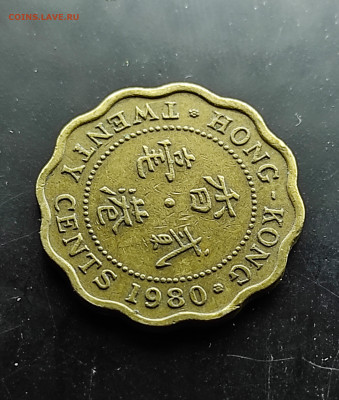 HONG-KONG
TWENTY CENTS
1980
香港
貳毫
COINS.LAVE.RU